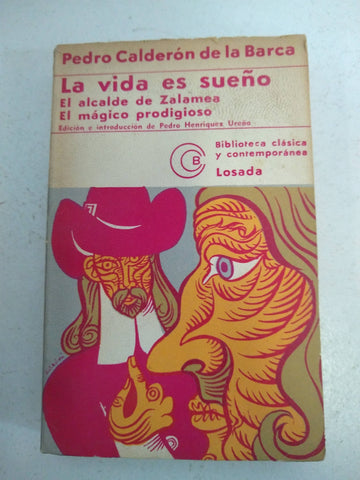 Pedro Calderón de la Barca
La vida es sueño
El alcalde de Zalamea
El mágico prodigioso
Edición e introducción de Pedro Henríquez Ureña
Biblioteca clásica
y contemporánea
CCB
Losada